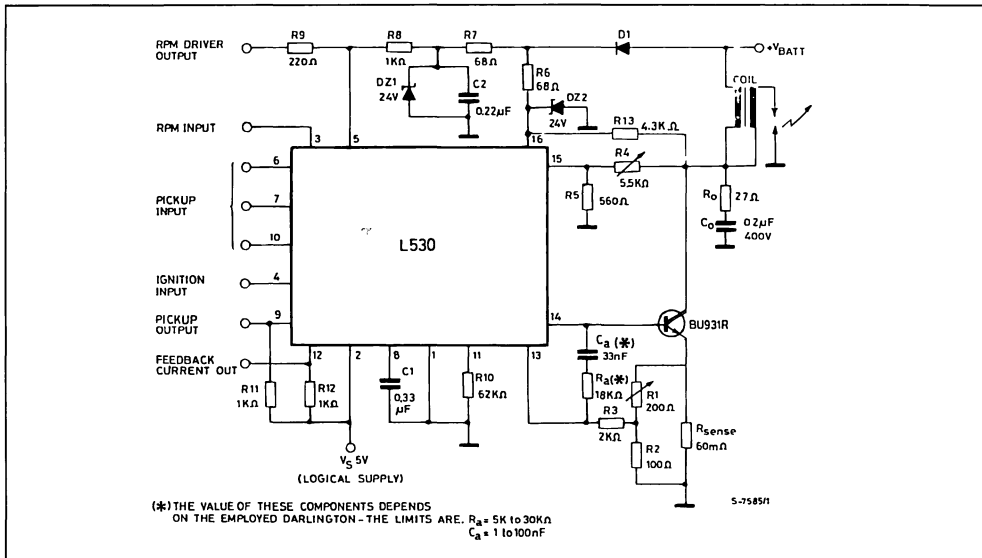 RPM DRIVER
OUTPUT
R9
220Ω
R8
1KΩ
R7
68Ω
D1
+VBATT
DZ1
24V
C2
0.22µF
R6
68Ω
DZ2
24V
COIL
RPM INPUT
3
5
16
R13
4.3KΩ
15
R4
5.5KΩ
R5
560Ω
Ro
27Ω
Co
0.2µF
400V
PICKUP
INPUT
6
7
10
L530
IGNITION
INPUT
4
PICKUP
OUTPUT
9
14
BU931R
FEEDBACK
CURRENT OUT
12
2
8
1
11
13
Ca (*)
33nF
Ra(*)
18KΩ
R11
1KΩ
R12
1KΩ
C1
0,33
µF
R10
62KΩ
R3
2KΩ
R1
200Ω
R2
100Ω
Rsense
60mΩ
VS 5V
(LOGICAL SUPPLY)
S-7585/1
(*) THE VALUE OF THESE COMPONENTS DEPENDS
ON THE EMPLOYED DARLINGTON - THE LIMITS ARE. Ra = 5K to 30KΩ
Ca = 1 to 100nF